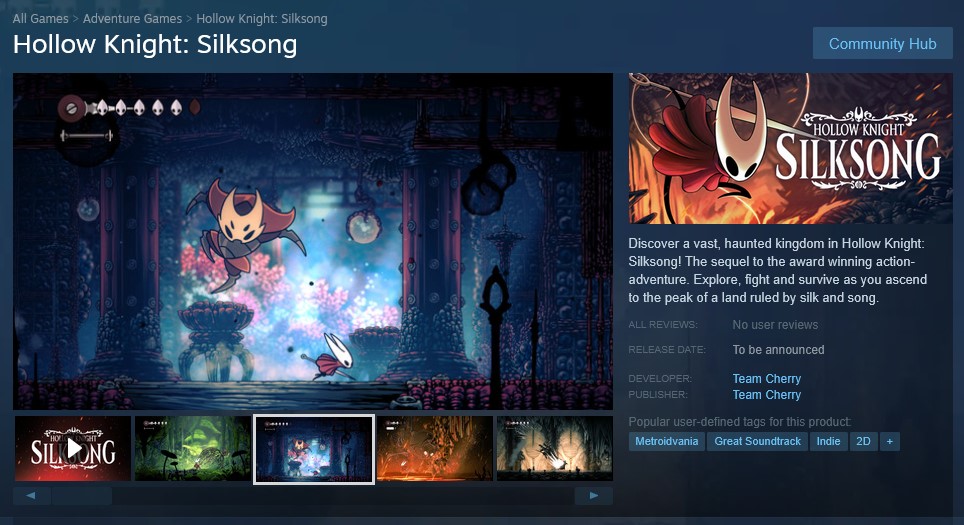 All Games > Adventure Games > Hollow Knight: Silksong
Hollow Knight: Silksong
Community Hub
HOLLOW KNIGHT
SILKSONG
Discover a vast, haunted kingdom in Hollow Knight:
Silksong! The sequel to the award winning action-
adventure. Explore, fight and survive as you ascend
to the peak of a land ruled by silk and song.
ALL REVIEWS: No user reviews
RELEASE DATE: To be announced
DEVELOPER: Team Cherry
PUBLISHER: Team Cherry
Popular user-defined tags for this product:
Metroidvania Great Soundtrack Indie 2D +
HOLLOW KNIGHT
SILKSONG